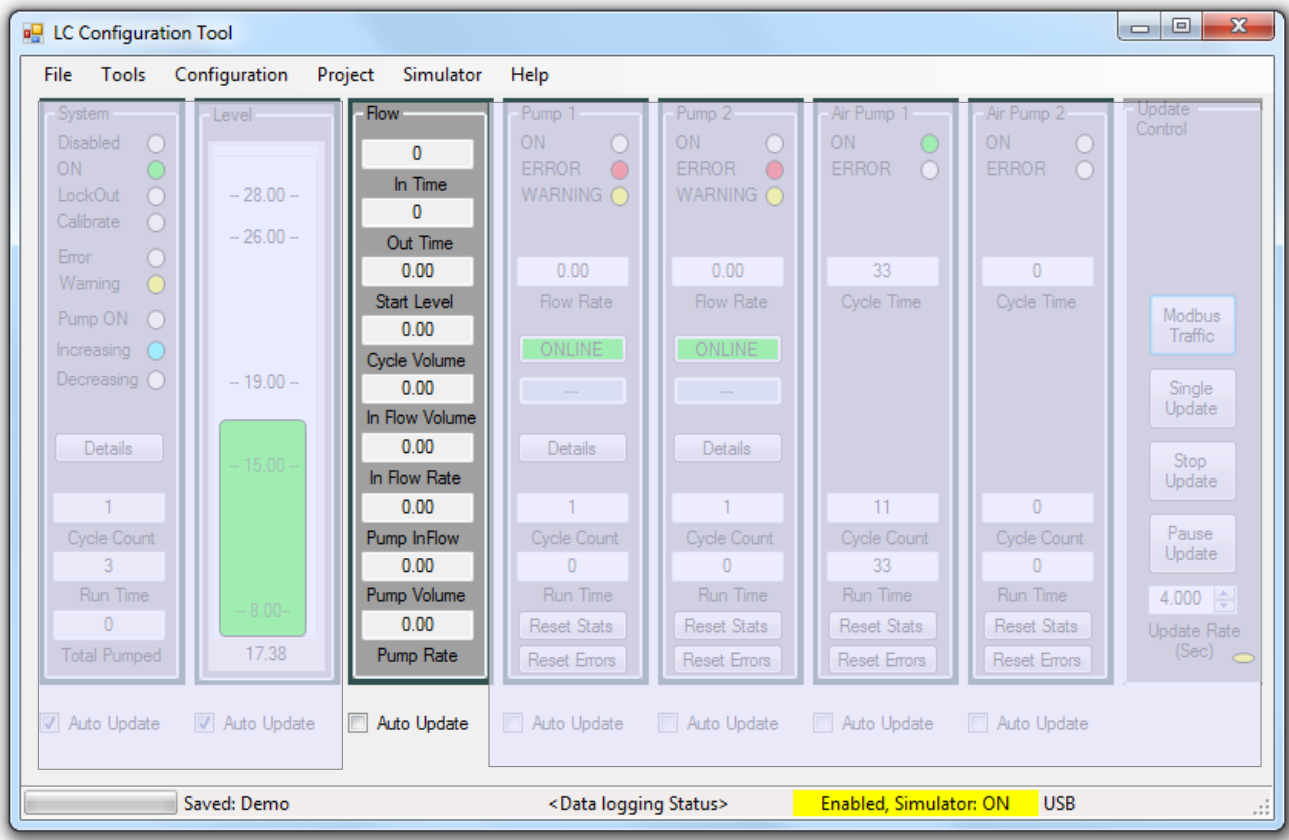 LC Configuration Tool
File Tools Configuration Project Simulator Help
System
Disabled
ON
LockOut
Calibrate
Error
Warning
Pump ON
Increasing
Decreasing
Details
1
Cycle Count
3
Run Time
0
Total Pumped
Auto Update
Level
-- 28.00 --
-- 26.00 --
-- 19.00 --
-- 15.00 --
-- 8.00--
17.38
Auto Update
Flow
0
In Time
0
Out Time
0.00
Start Level
0.00
Cycle Volume
0.00
In Flow Volume
0.00
In Flow Rate
0.00
Pump InFlow
0.00
Pump Volume
0.00
Pump Rate
Auto Update
Pump 1
ON
ERROR
WARNING
0.00
Flow Rate
ONLINE
---
Details
1
Cycle Count
0
Run Time
Reset Stats
Reset Errors
Auto Update
Pump 2
ON
ERROR
WARNING
0.00
Flow Rate
ONLINE
---
Details
1
Cycle Count
0
Run Time
Reset Stats
Reset Errors
Auto Update
Air Pump 1
ON
ERROR
33
Cycle Time
11
Cycle Count
33
Run Time
Reset Stats
Reset Errors
Auto Update
Air Pump 2
ON
ERROR
0
Cycle Time
0
Cycle Count
0
Run Time
Reset Stats
Reset Errors
Auto Update
Update
Control
Modbus
Traffic
Single
Update
Stop
Update
Pause
Update
4.000
Update Rate
(Sec)
Saved: Demo <Data logging Status> Enabled, Simulator: ON USB